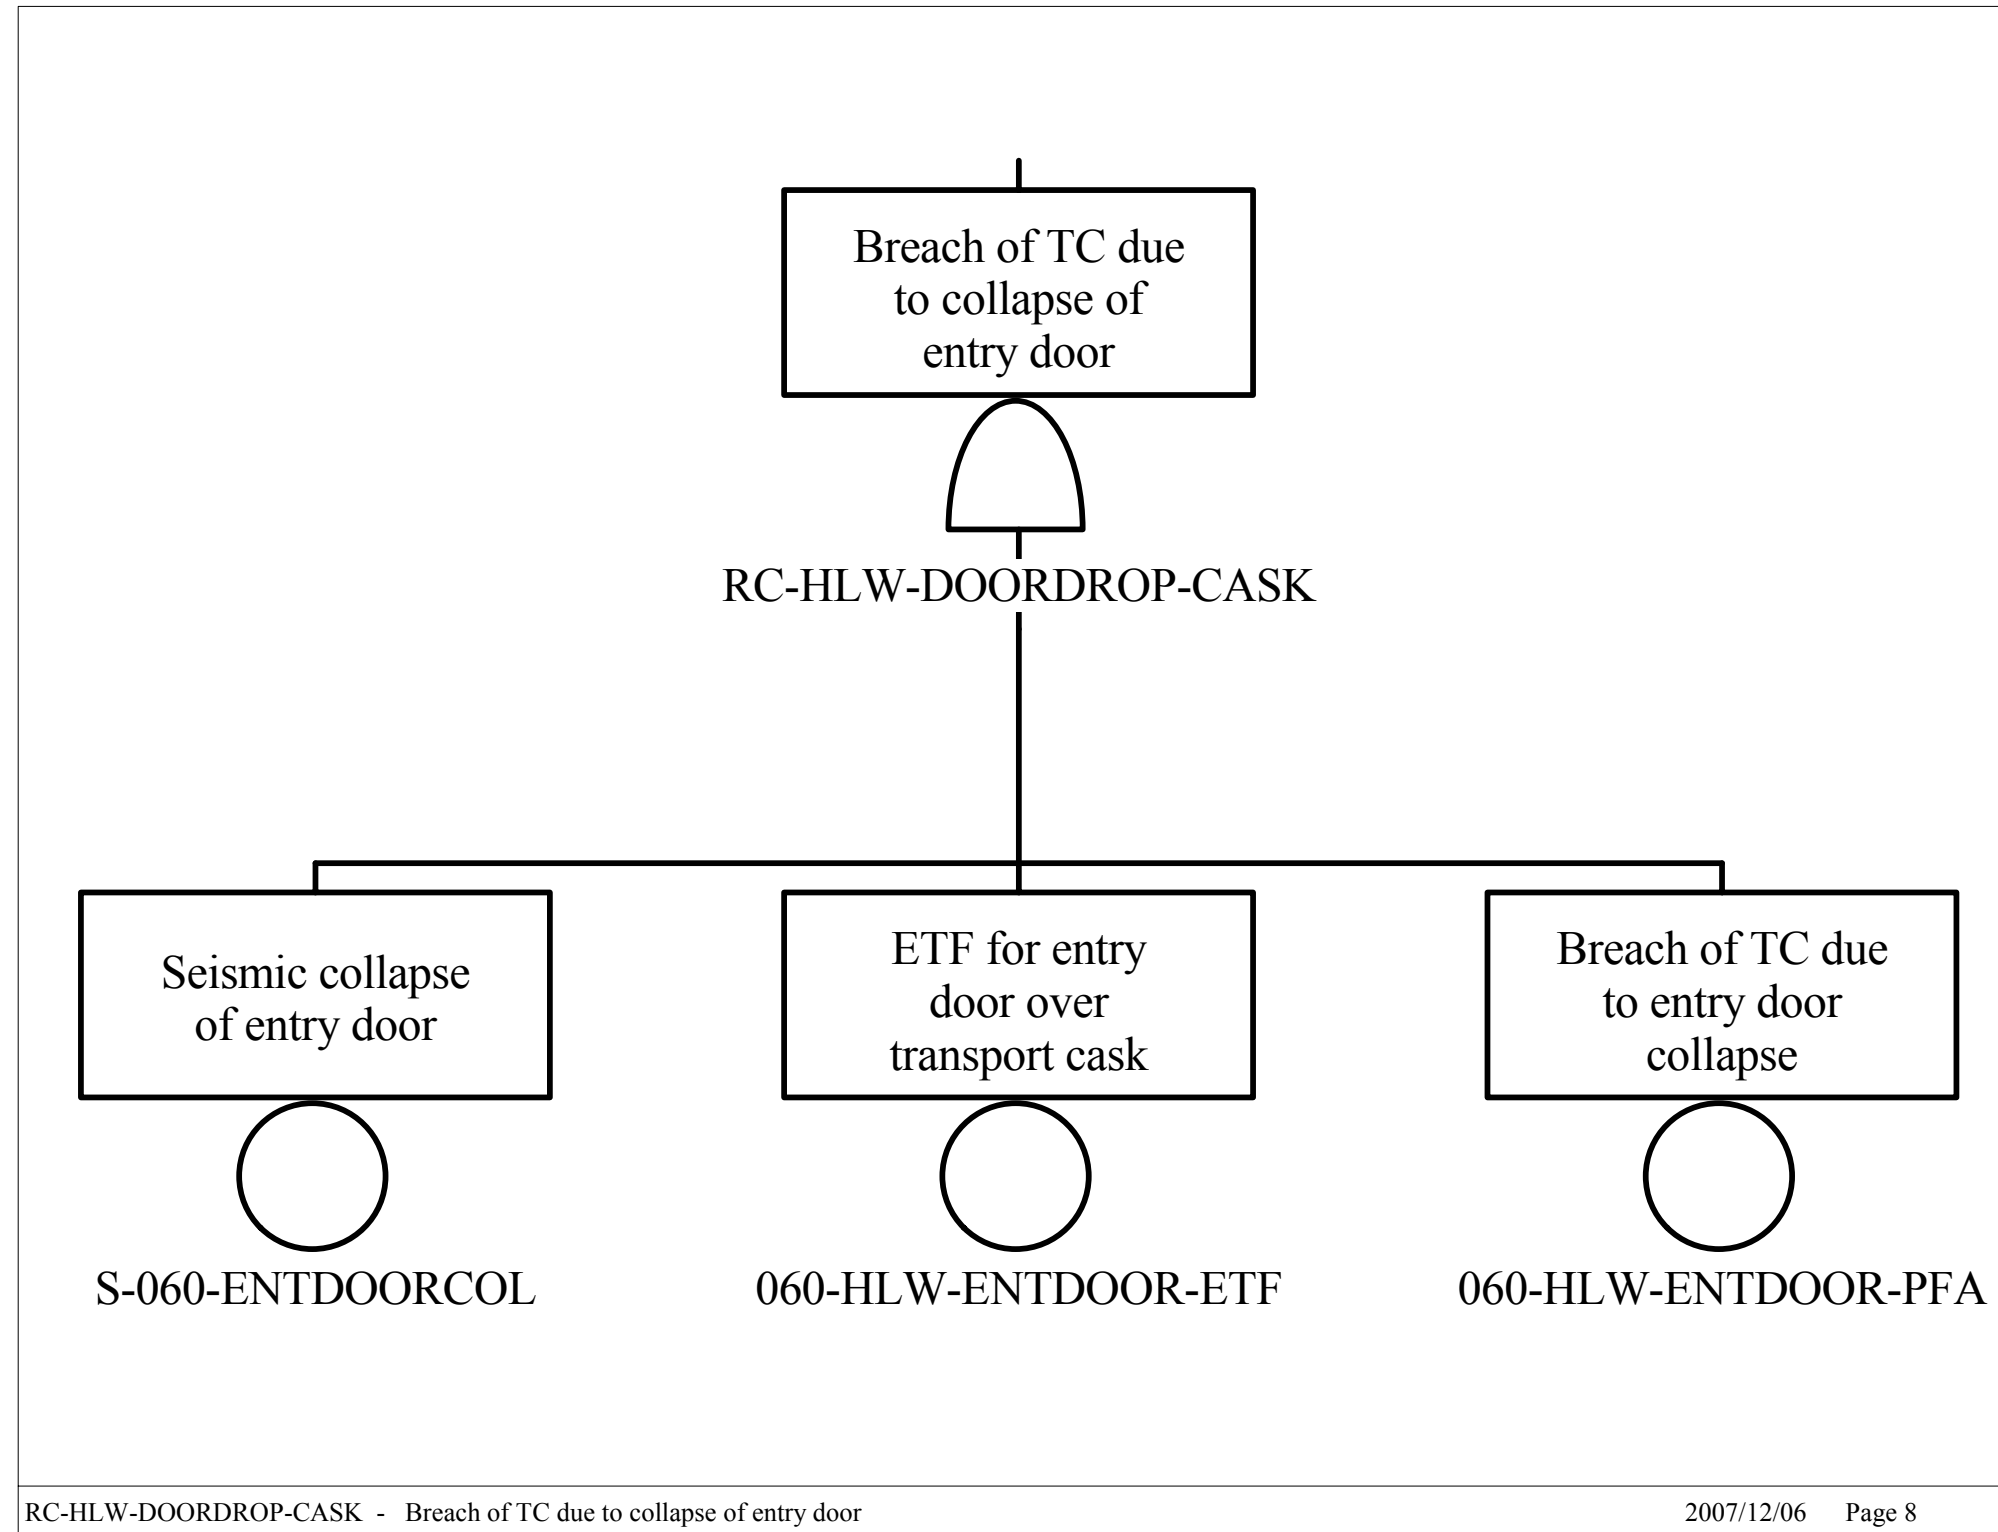 Breach of TC due
to collapse of
entry door
RC-HLW-DOORDROP-CASK
Seismic collapse
of entry door
S-060-ENTDOORCOL
ETF for entry
door over
transport cask
060-HLW-ENTDOOR-ETF
Breach of TC due
to entry door
collapse
060-HLW-ENTDOOR-PFA
RC-HLW-DOORDROP-CASK - Breach of TC due to collapse of entry door 2007/12/06 Page 8